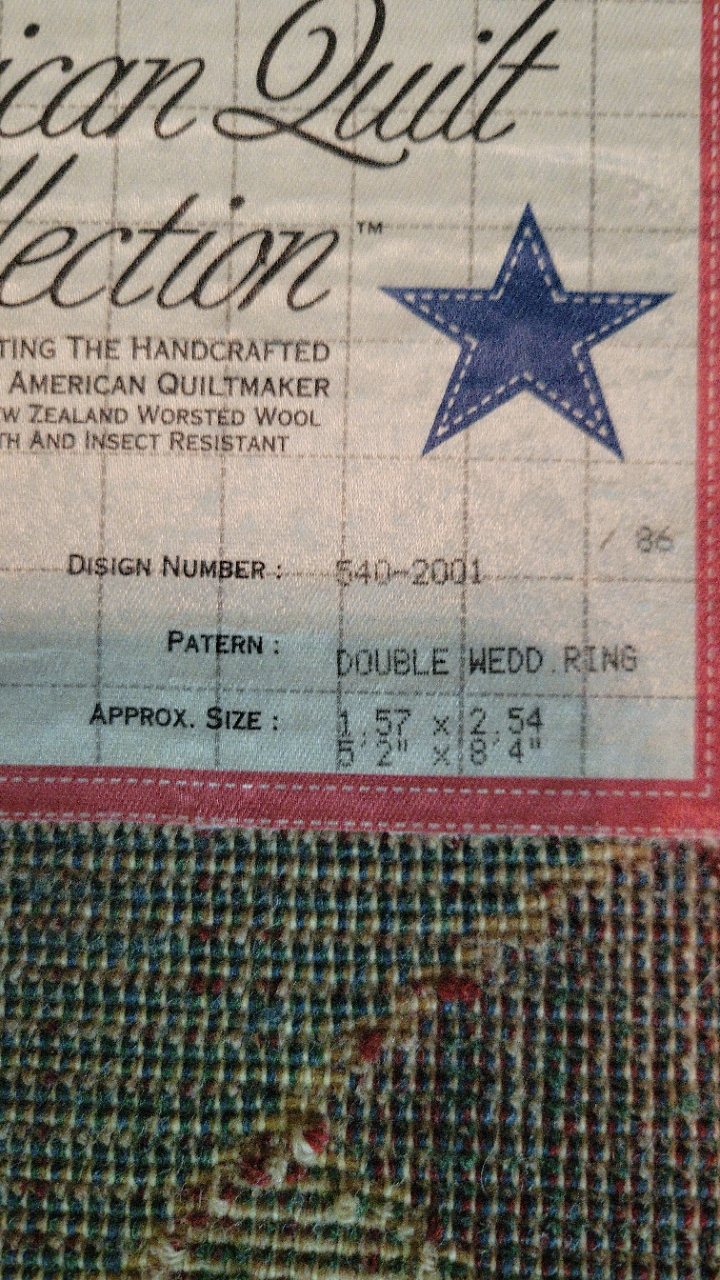 ican Quilt
llection™
TING THE HANDCRAFTED
AMERICAN QUILTMAKER
W ZEALAND WORSTED WOOL
TH AND INSECT RESISTANT
/ 86
DISIGN NUMBER : 540-2001
PATERN : DOUBLE WEDD.RING
APPROX. SIZE : 1.57 x 2.54
5'2" x 8'4"